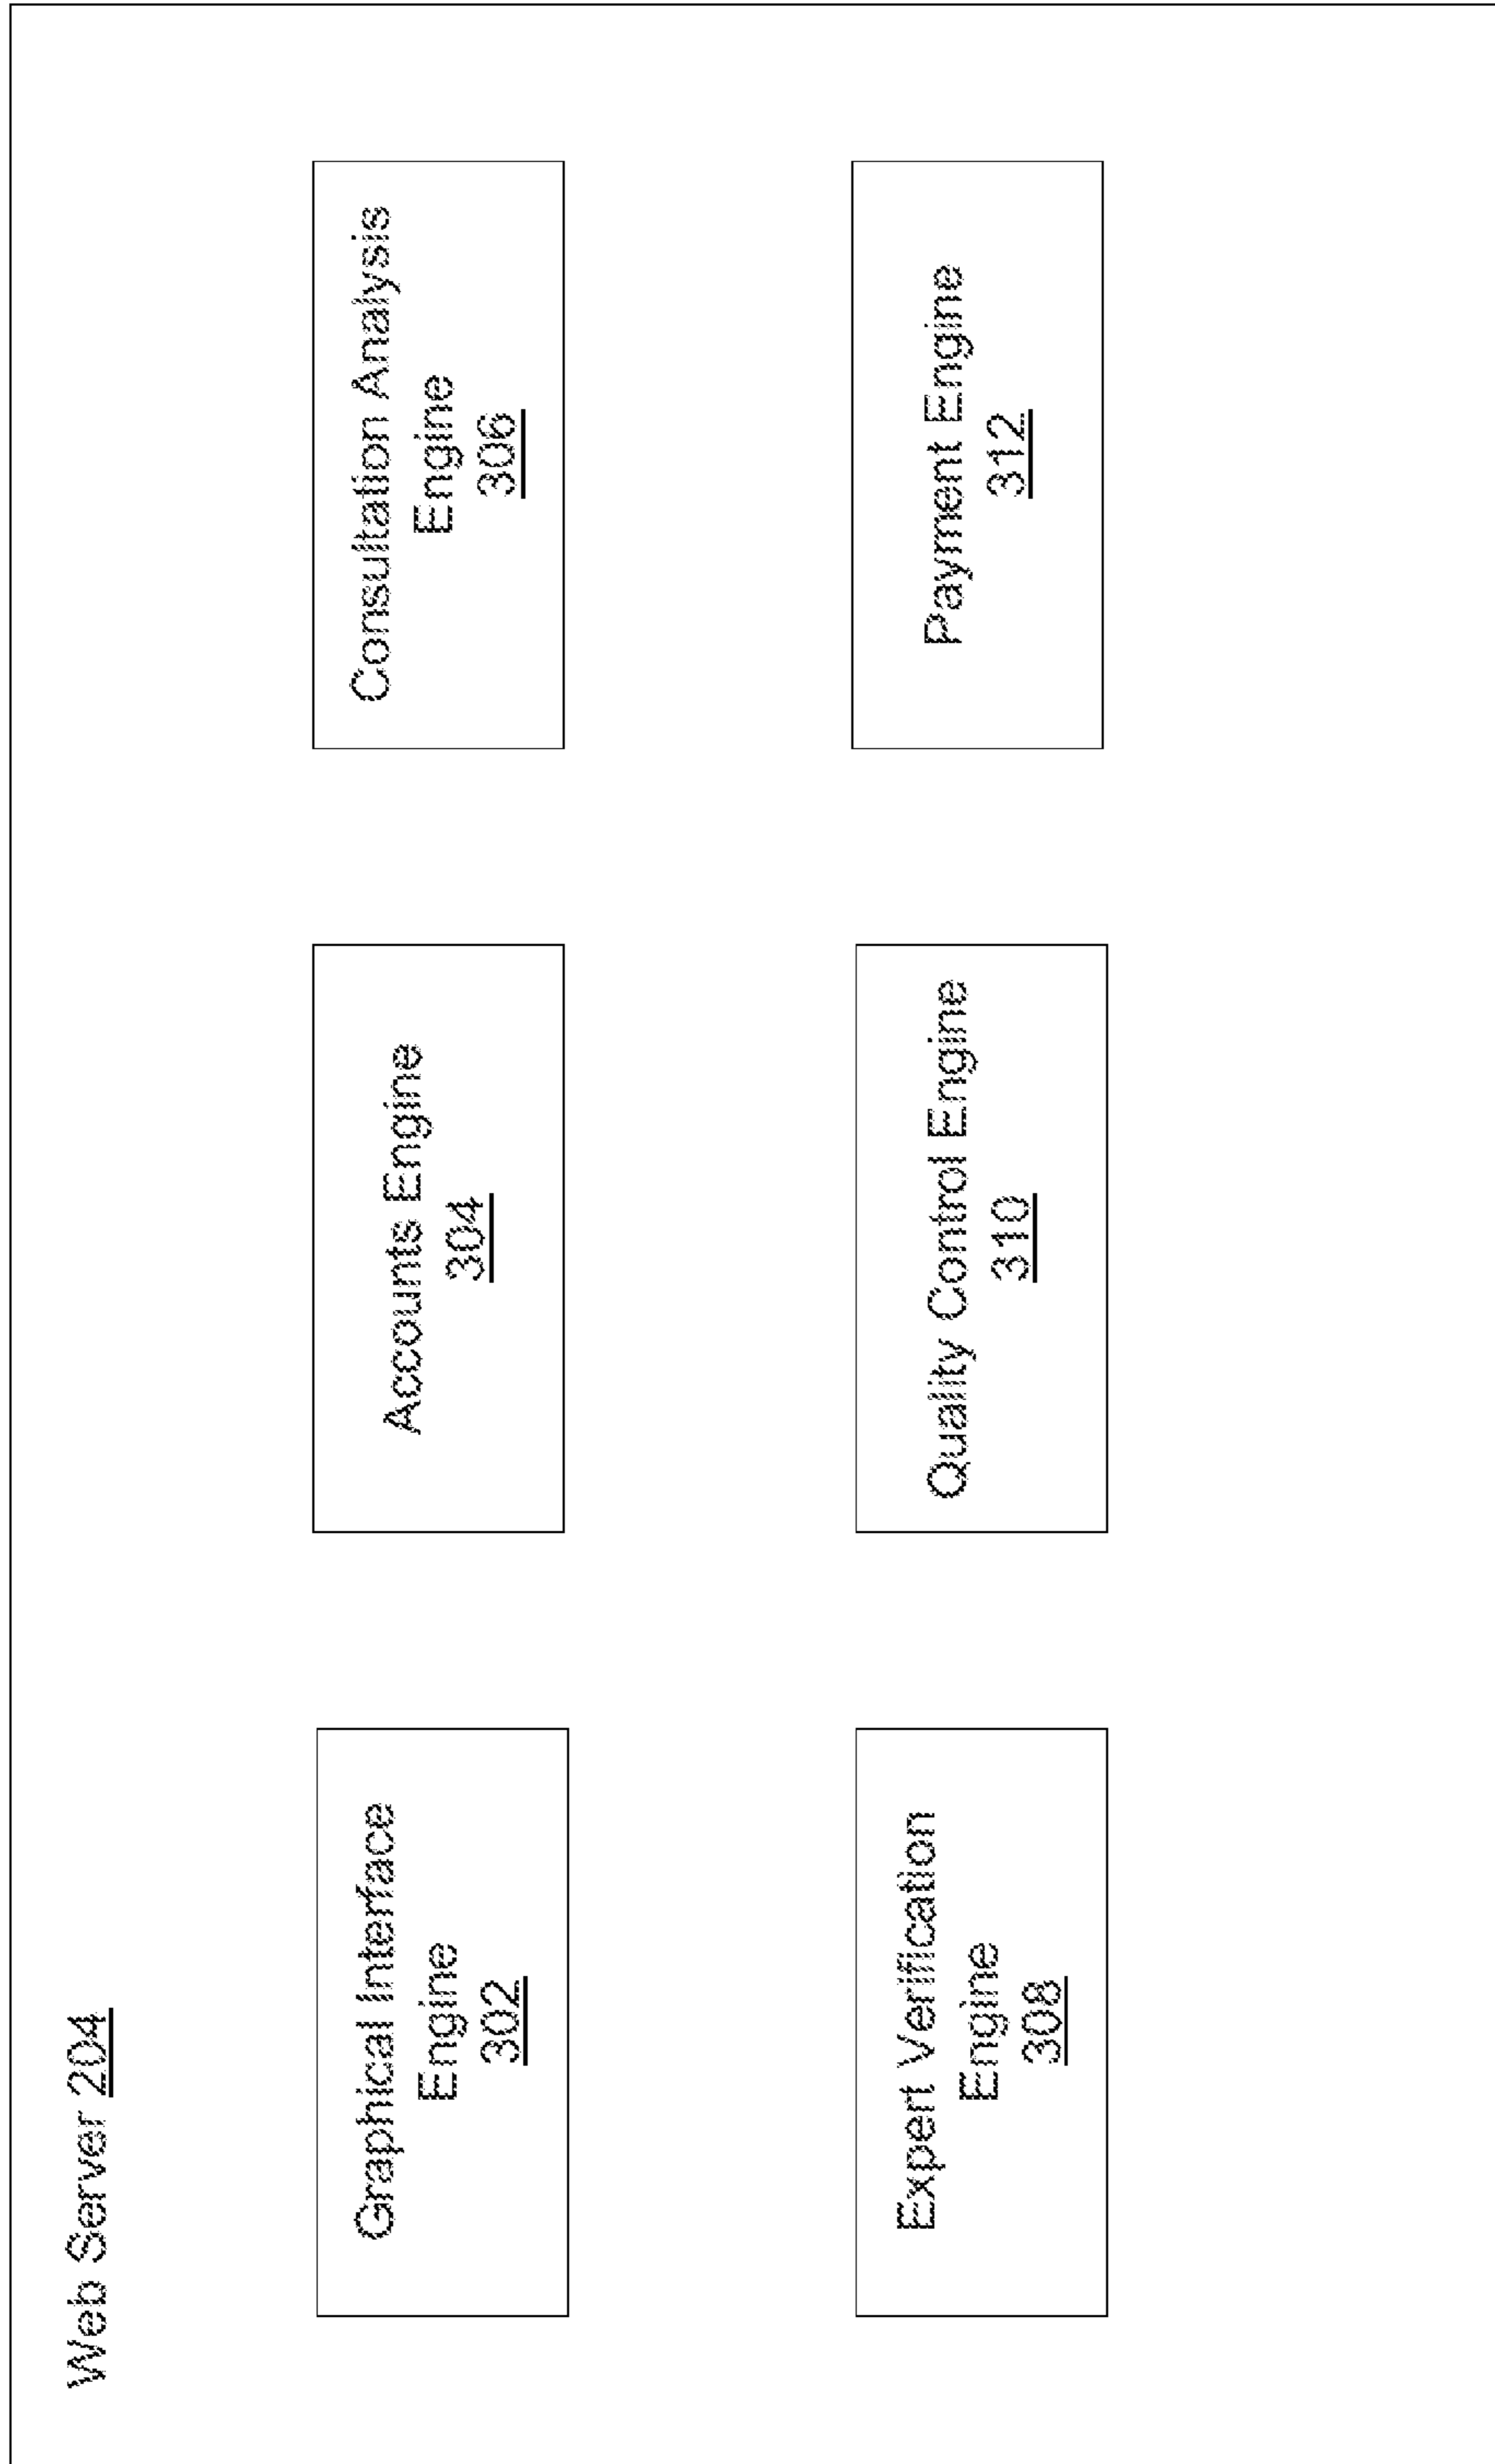 Web Server 204
Graphical Interface
Engine
302
Accounts Engine
304
Consultation Analysis
Engine
306
Expert Verification
Engine
308
Quality Control Engine
310
Payment Engine
312